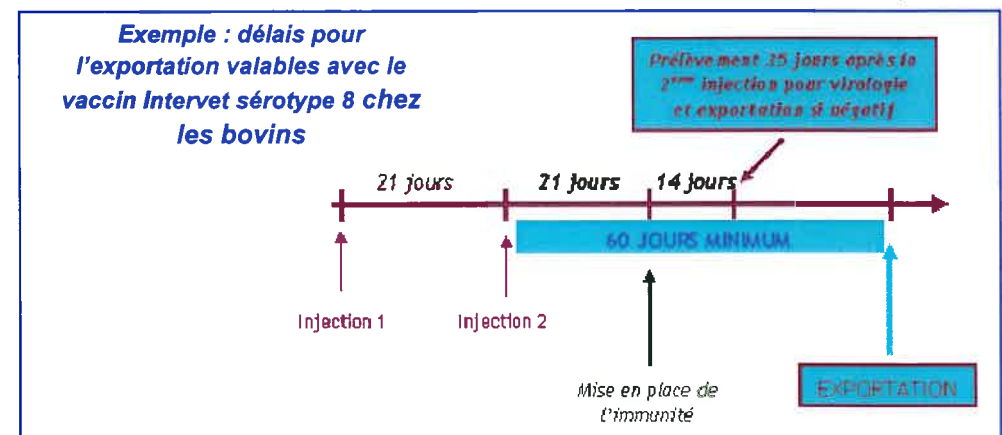 Exemple : délais pour
l'exportation valables avec le
vaccin Intervet sérotype 8 chez
les bovins
Prélèvement 35 jours après la
2ème injection pour virologie
et exportation si négatif
21 jours
21 jours
14 jours
60 JOURS MINIMUM
Injection 1
Injection 2
Mise en place de
l'immunité
EXPORTATION